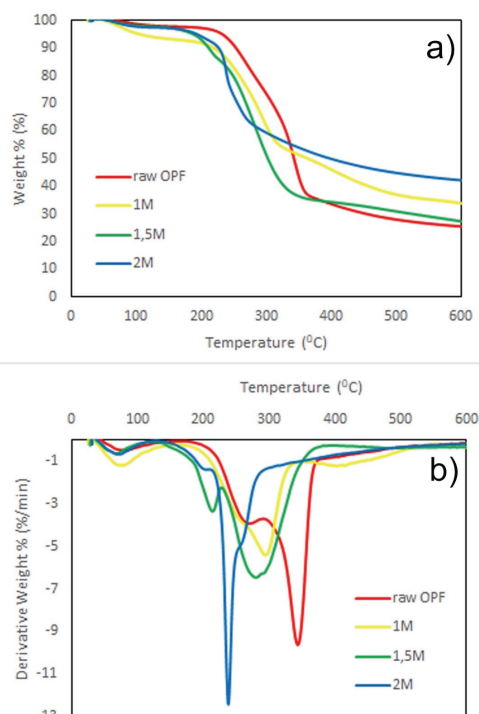 100
90
80
70
60
50
40
30
20
10
0
Weight % (%)
a)
raw OPF
1M
1,5M
2M
0 100 200 300 400 500 600
Temperature (⁰C)
Temperature (⁰C)
0 100 200 300 400 500 600
-1
-3
-5
-7
-9
-11
Derivative Weight % (%/min)
b)
raw OPF
1M
1,5M
2M